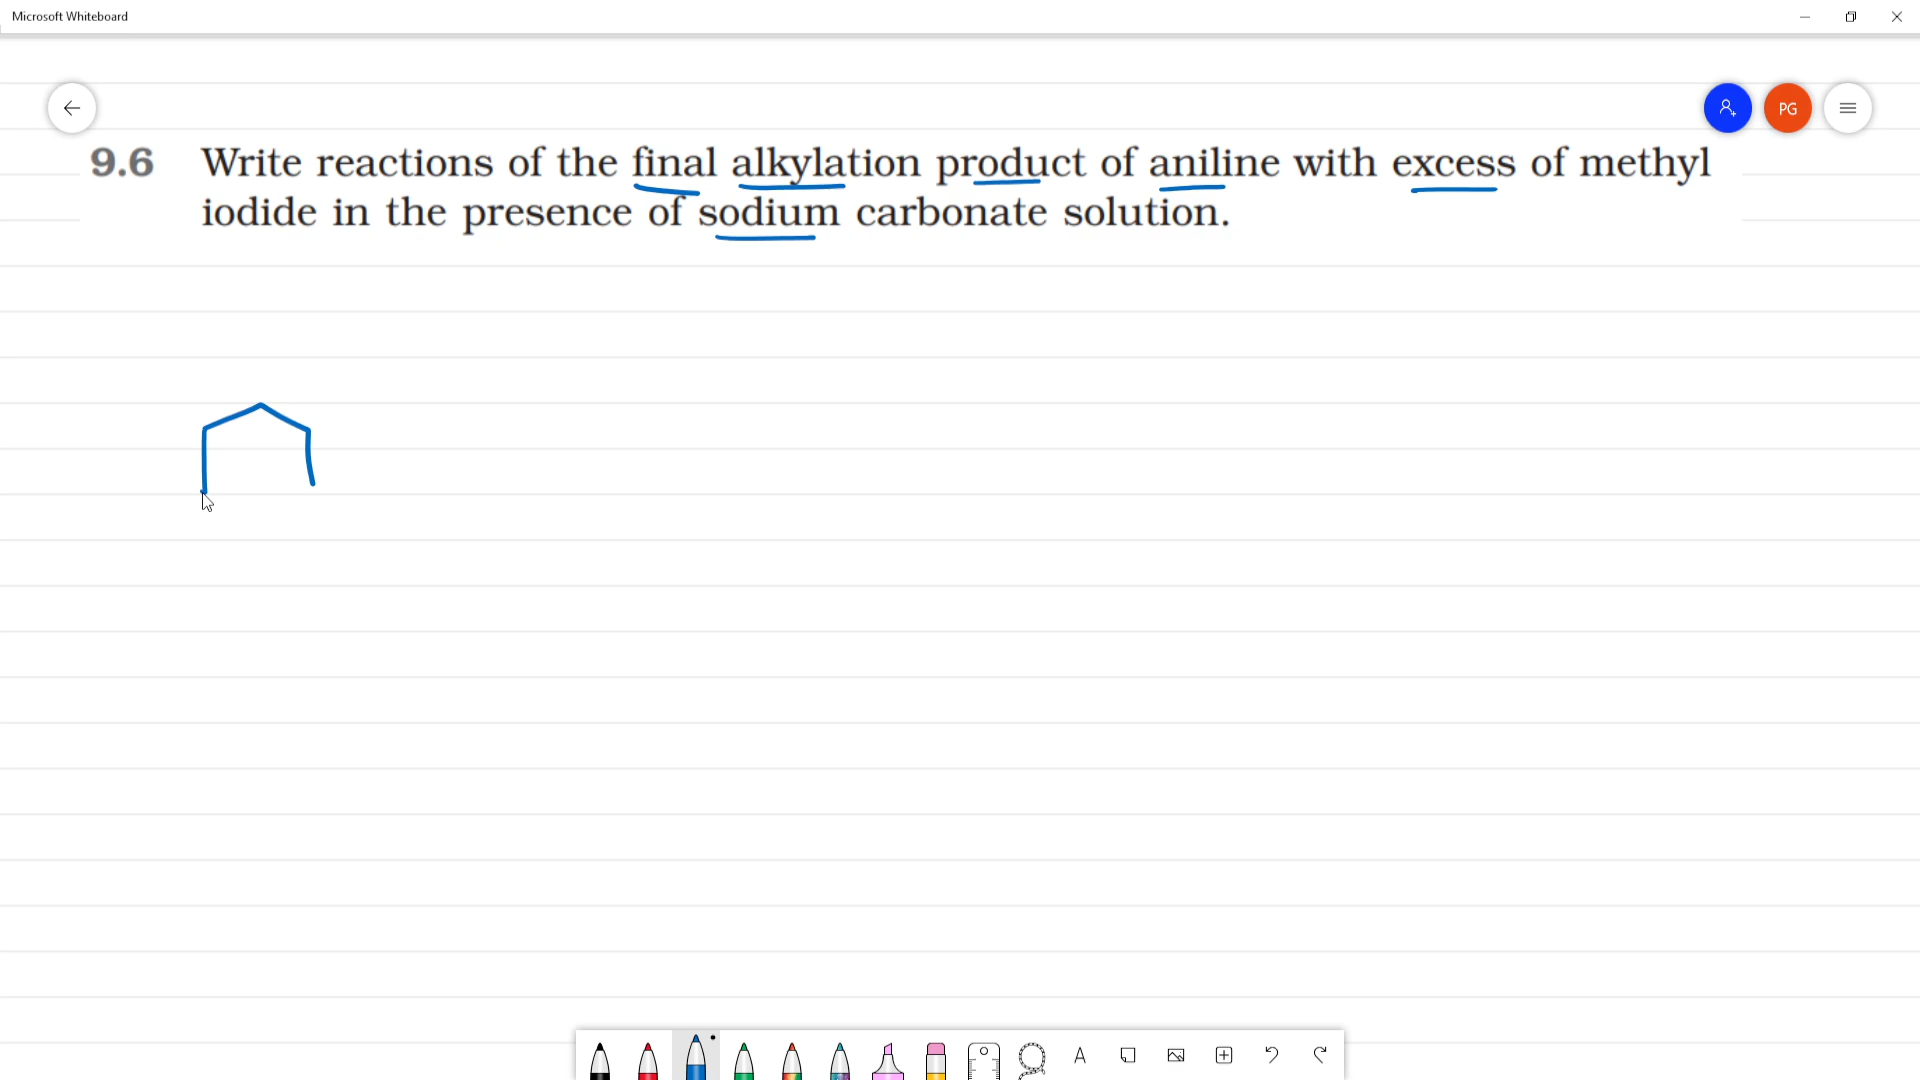 Microsoft Whiteboard
PG
9.6 Write reactions of the final alkylation product of aniline with excess of methyl
iodide in the presence of sodium carbonate solution.
A